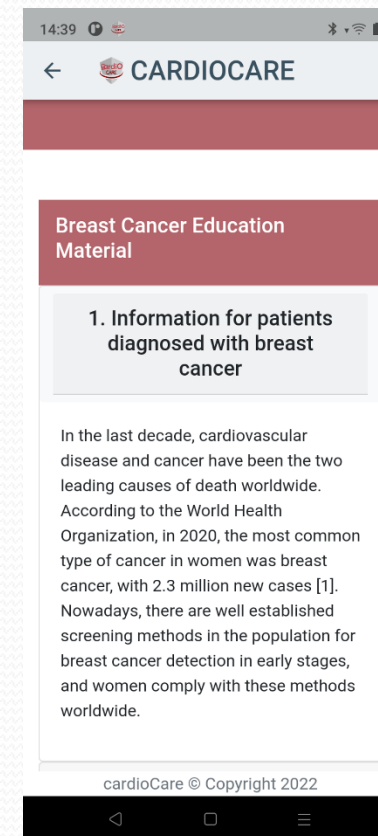 14:39
CARDIOCARE
Breast Cancer Education
Material
1. Information for patients
diagnosed with breast
cancer
In the last decade, cardiovascular
disease and cancer have been the two
leading causes of death worldwide.
According to the World Health
Organization, in 2020, the most common
type of cancer in women was breast
cancer, with 2.3 million new cases [1].
Nowadays, there are well established
screening methods in the population for
breast cancer detection in early stages,
and women comply with these methods
worldwide.
cardioCare © Copyright 2022